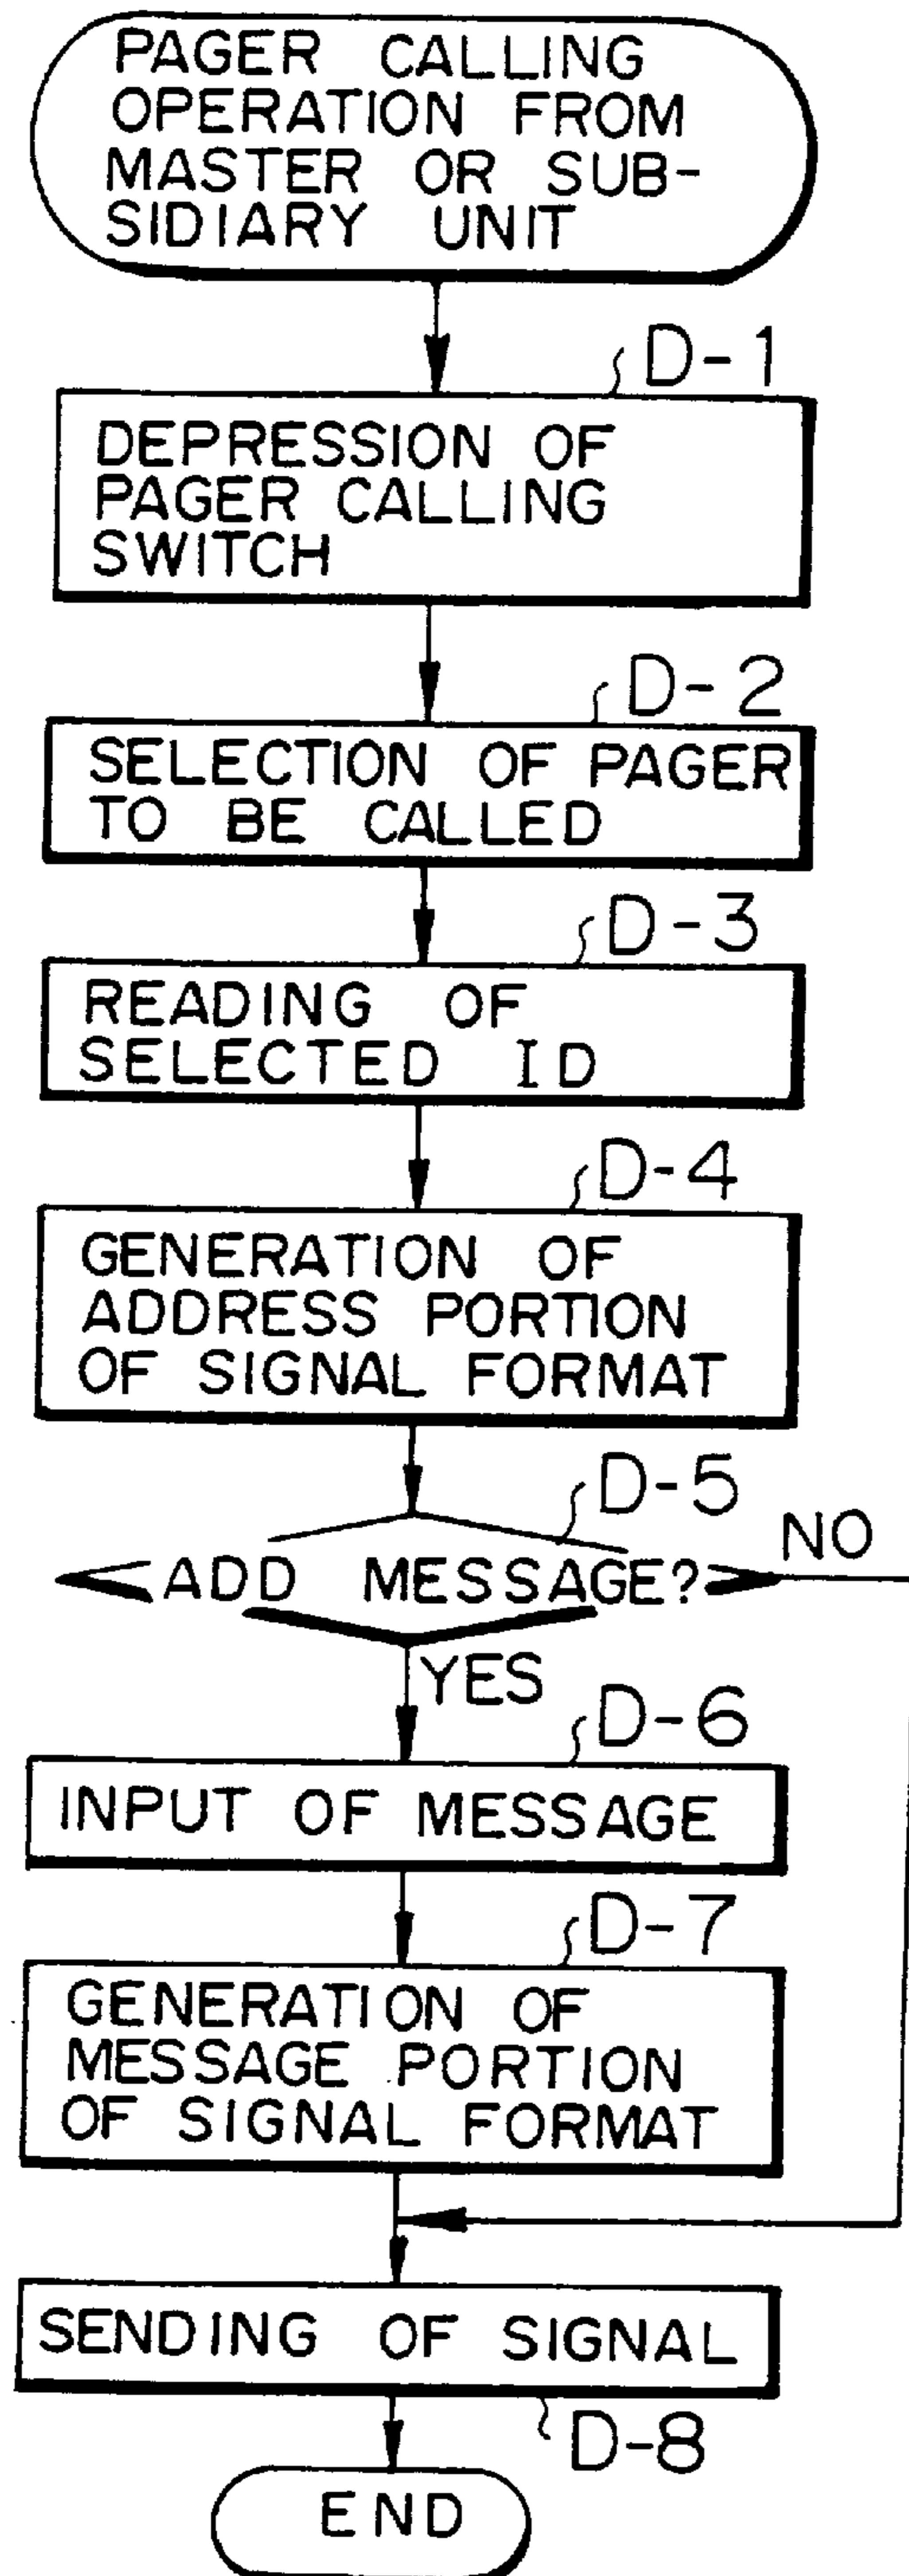 PAGER CALLING
OPERATION FROM
MASTER OR SUB-
SIDIARY UNIT
D-1
DEPRESSION OF
PAGER CALLING
SWITCH
D-2
SELECTION OF PAGER
TO BE CALLED
D-3
READING OF
SELECTED ID
D-4
GENERATION OF
ADDRESS PORTION
OF SIGNAL FORMAT
D-5
NO
ADD MESSAGE?
YES
D-6
INPUT OF MESSAGE
D-7
GENERATION OF
MESSAGE PORTION
OF SIGNAL FORMAT
SENDING OF SIGNAL
D-8
END